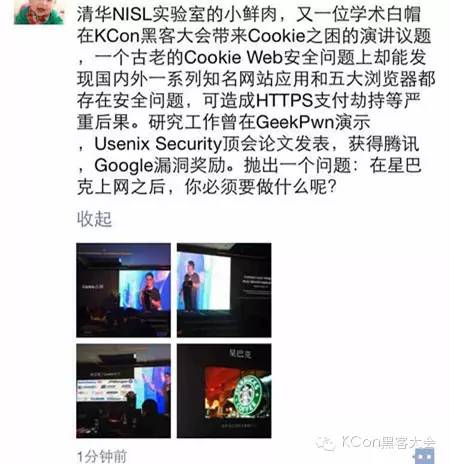 清华NISL实验室的小鲜肉，又一位学术白帽
在KCon黑客大会带来Cookie之困的演讲议题
，一个古老的Cookie Web安全问题上却能发
现国内外一系列知名网站应用和五大浏览器都
存在安全问题，可造成HTTPS支付劫持等严
重后果。研究工作曾在GeekPwn演示
，Usenix Security顶会论文发表，获得腾讯
，Google漏洞奖励。抛出一个问题：在星巴
克上网之后，你必须要做什么呢？
收起
Cookie之困
星巴克
1分钟前
KCon黑客大会